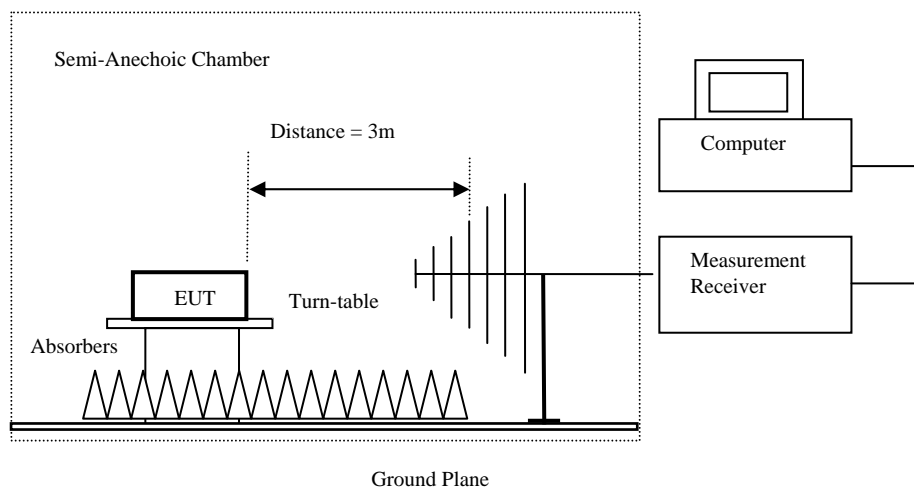 Semi-Anechoic Chamber
Distance = 3m
Computer
Measurement
Receiver
EUT
Turn-table
Absorbers
Ground Plane